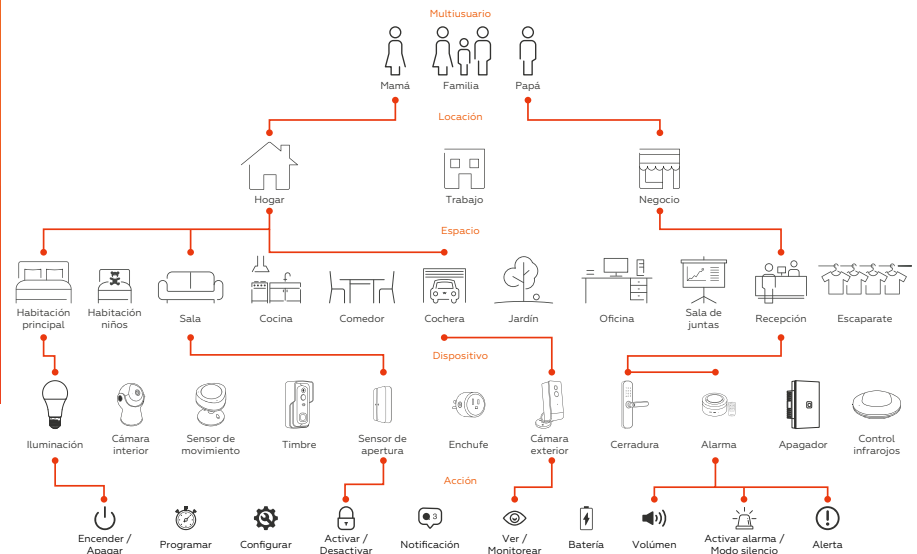 Multiusuario
Mamá
Familia
Papá
Locación
Hogar
Trabajo
Negocio
Espacio
Habitación
principal
Habitación
niños
Sala
Cocina
Comedor
Cochera
Jardín
Oficina
Sala de
juntas
Recepción
Escaparate
Dispositivo
Iluminación
Cámara
interior
Sensor de
movimiento
Timbre
Sensor de
apertura
Enchufe
Cámara
exterior
Cerradura
Alarma
Apagador
Control
infrarojos
Acción
3
Encender /
Apagar
Programar
Configurar
Activar /
Desactivar
Notificación
Ver /
Monitorear
Batería
Volúmen
Activar alarma /
Modo silencio
Alerta